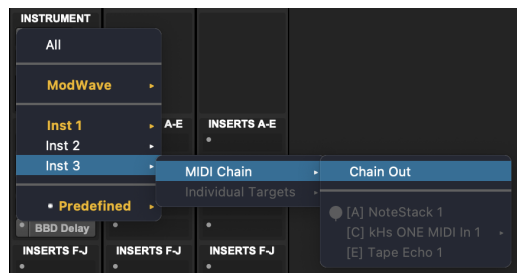 INSTRUMENT
All
ModWave
Inst 1
A-E
INSERTS A-E
Inst 2
Inst 3
MIDI Chain
Chain Out
Individual Targets
• Predefined
[A] NoteStack 1
BBD Delay
[C] kHs ONE MIDI In 1
[E] Tape Echo 1
INSERTS F-J
INSERTS F-J
INSERTS F-J